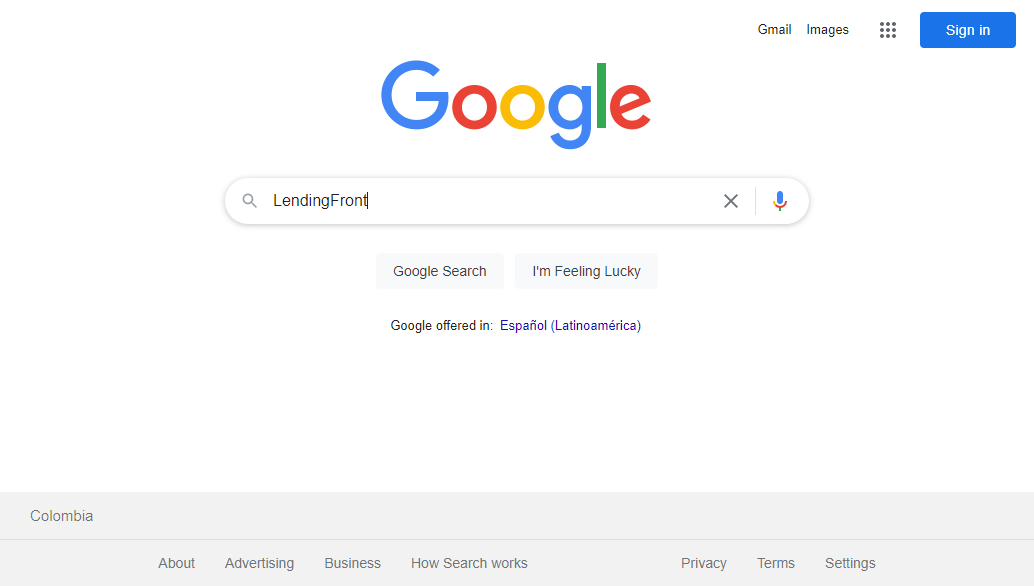 Gmail Images Sign in
Google
LendingFront
Google Search I'm Feeling Lucky
Google offered in: Español (Latinoamérica)
Colombia
About Advertising Business How Search works Privacy Terms Settings